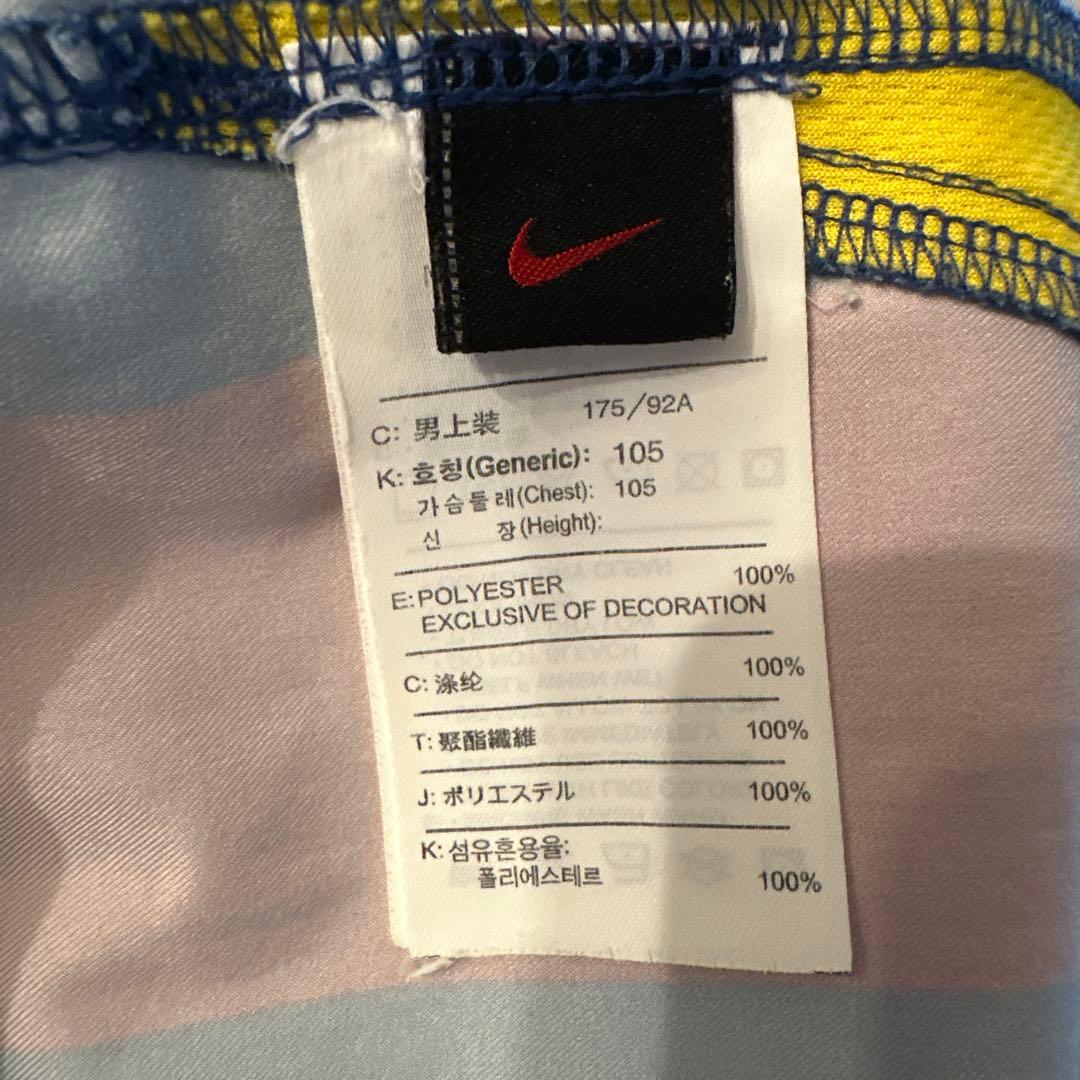 C: 男上装 175/92A
K: 호칭(Generic): 105
가슴둘레(Chest): 105
신 장(Height):
E: POLYESTER 100%
EXCLUSIVE OF DECORATION
C: 涤纶 100%
T: 聚酯纖維 100%
J: ポリエステル 100%
K: 섬유혼용율:
폴리에스테르 100%